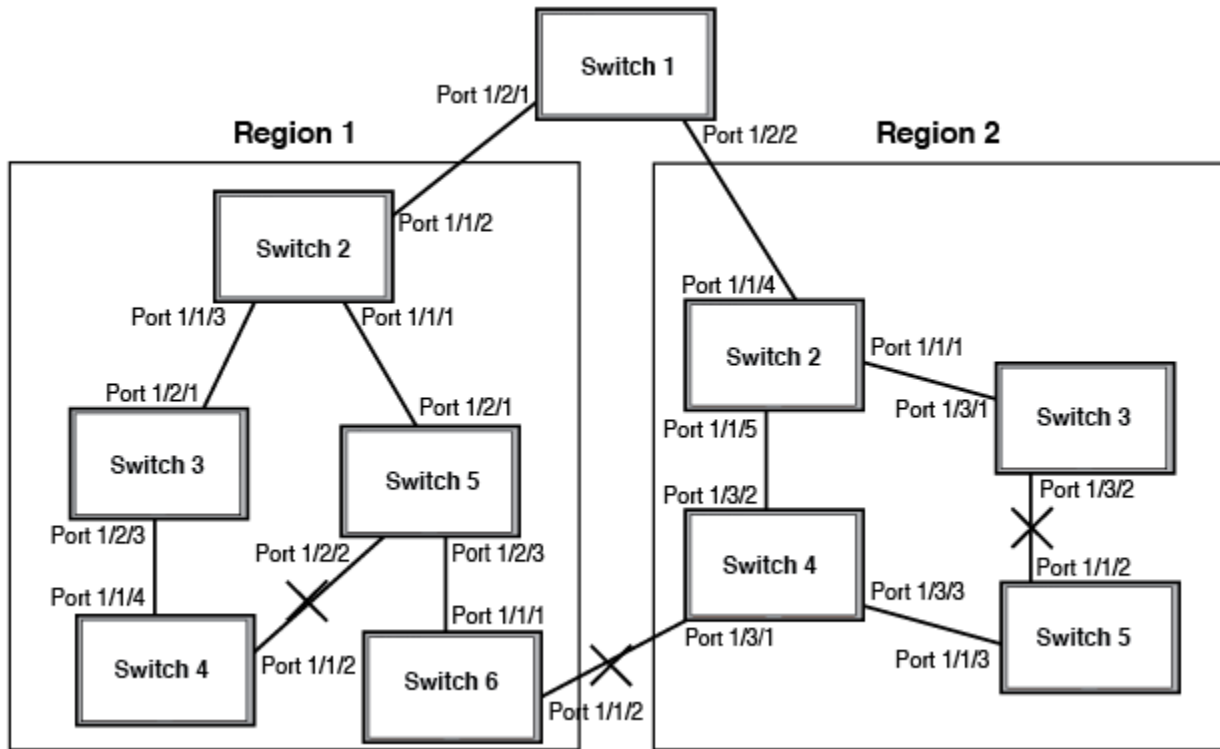 Switch 1
Port 1/2/1
Port 1/2/2
Region 1
Region 2
Port 1/1/2
Switch 2
Port 1/1/3
Port 1/1/1
Port 1/2/1
Port 1/2/1
Switch 3
Switch 5
Port 1/2/3
Port 1/2/2
Port 1/2/3
Port 1/1/4
Port 1/1/1
Switch 4
Port 1/1/2
Switch 6
Port 1/1/2
Port 1/1/4
Switch 2
Port 1/1/1
Port 1/3/1
Switch 3
Port 1/1/5
Port 1/3/2
Port 1/3/2
Switch 4
Port 1/1/2
Port 1/3/3
Port 1/3/1
Switch 5
Port 1/1/3